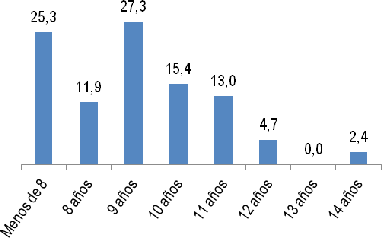 25,3
11,9
27,3
15,4
13,0
4,7
0,0
2,4
Menos de 8
8 años
9 años
10 años
11 años
12 años
13 años
14 años